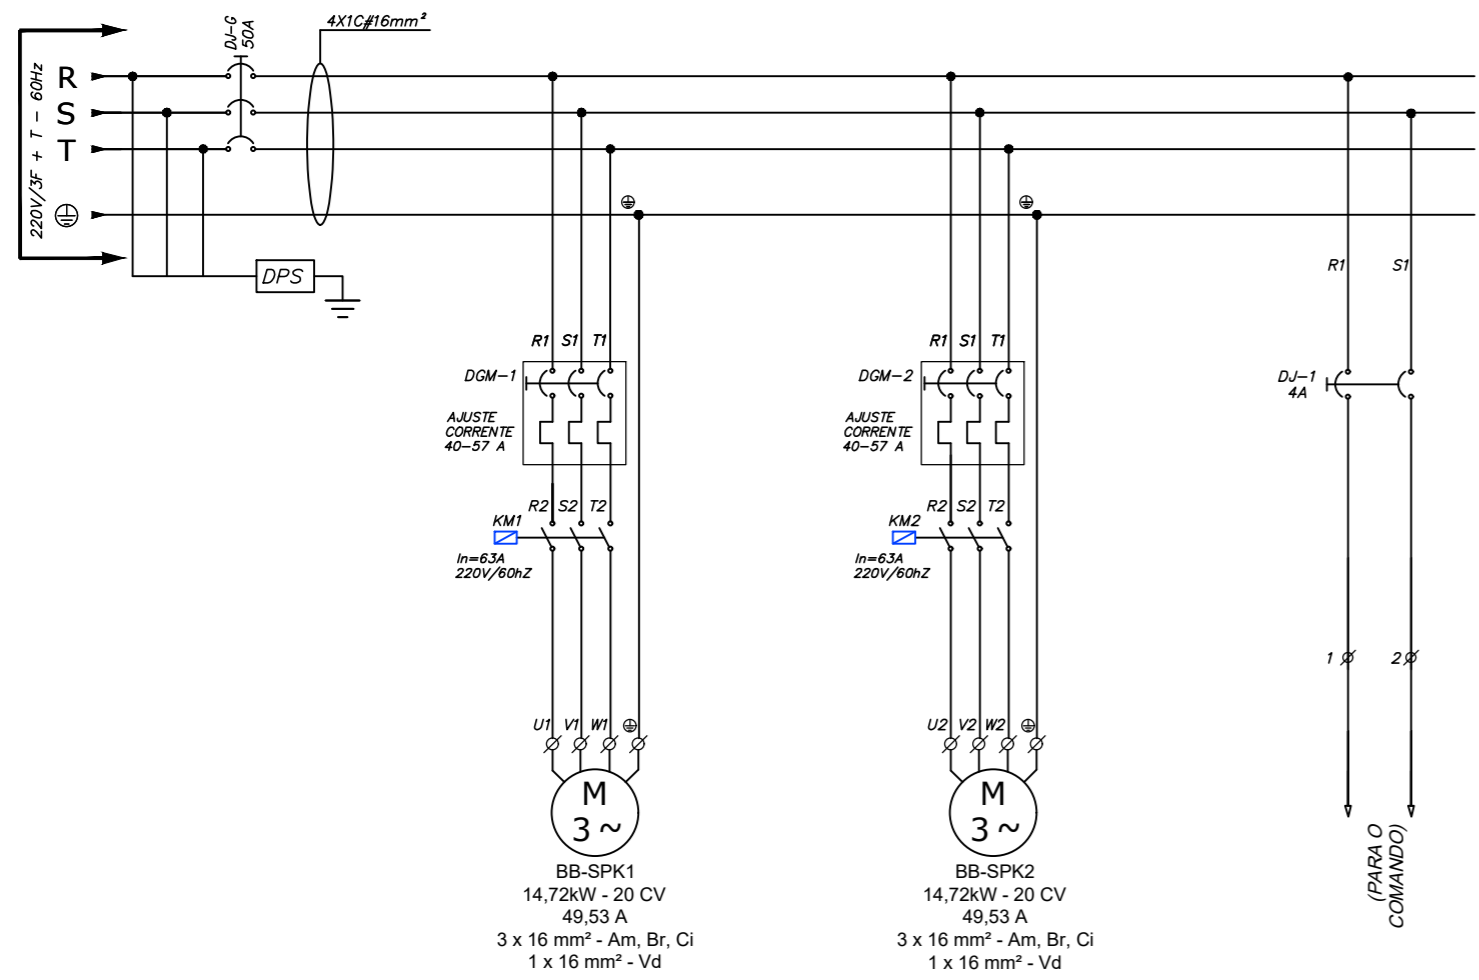 4X1C#16mm²
DJ-G
50A
220V/3F + T - 60Hz
R
S
T
DPS
R1
S1
T1
DGM-1
AJUSTE
CORRENTE
40-57 A
R2
S2
T2
KM1
In=63A
220V/60hZ
U1
V1
W1
M
3 ~
BB-SPK1
14,72kW - 20 CV
49,53 A
3 x 16 mm² - Am, Br, Ci
1 x 16 mm² - Vd
R1
S1
T1
DGM-2
AJUSTE
CORRENTE
40-57 A
R2
S2
T2
KM2
In=63A
220V/60hZ
U2
V2
W2
M
3 ~
BB-SPK2
14,72kW - 20 CV
49,53 A
3 x 16 mm² - Am, Br, Ci
1 x 16 mm² - Vd
R1
S1
DJ-1
4A
1
2
(PARA O
COMANDO)